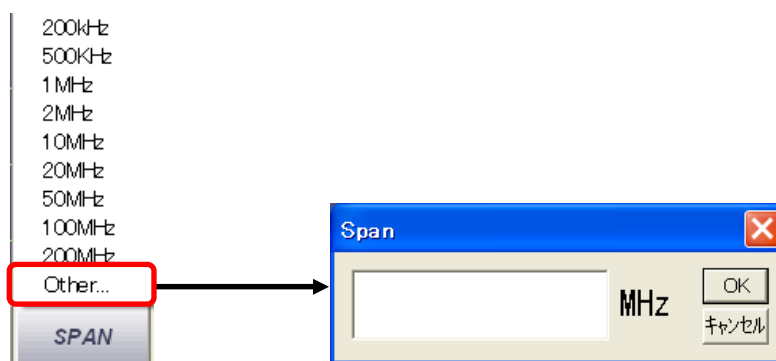 200kHz
500KHz
1MHz
2MHz
10MHz
20MHz
50MHz
100MHz
200MHz
Other...
SPAN
Span
MHz
OK
キャンセル